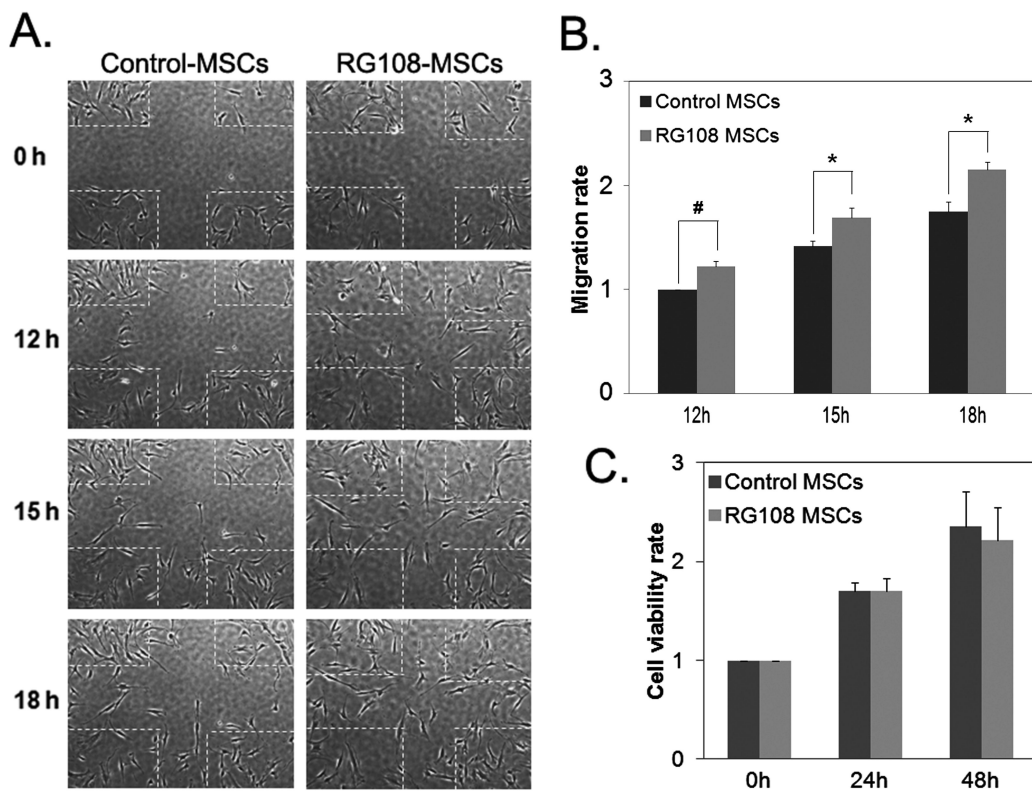 A.
Control-MSCs RG108-MSCs
0 h
12 h
15 h
18 h
B.
Migration rate
3
2
1
0
Control MSCs
RG108 MSCs
#
*
*
12h 15h 18h
C.
Cell viability rate
3
2
1
0
Control MSCs
RG108 MSCs
0h 24h 48h